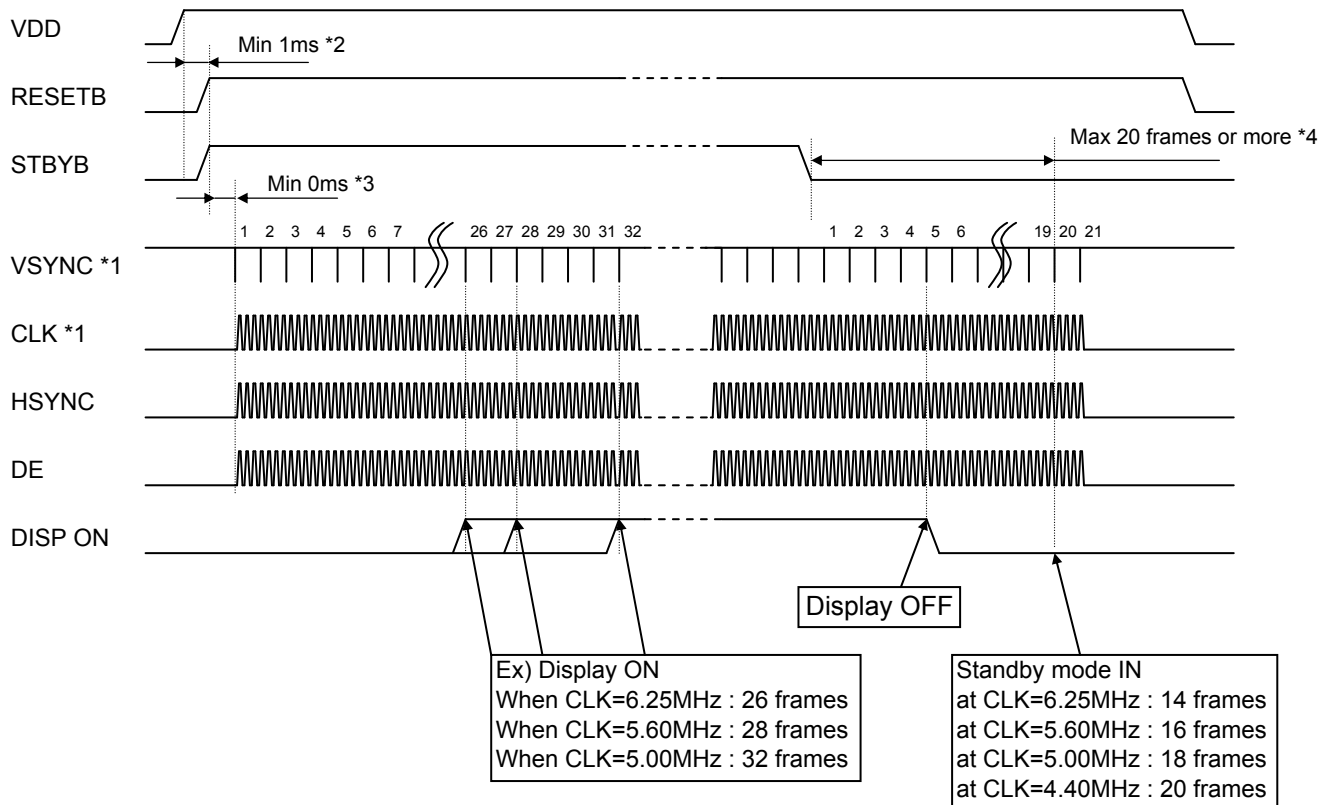 VDD
Min 1ms *2
RESETB
Max 20 frames or more *4
STBYB
Min 0ms *3
1 2 3 4 5 6 7 26 27 28 29 30 31 32 1 2 3 4 5 6 19 20 21
VSYNC *1
CLK *1
HSYNC
DE
DISP ON
Display OFF
Ex) Display ON
When CLK=6.25MHz : 26 frames
When CLK=5.60MHz : 28 frames
When CLK=5.00MHz : 32 frames
Standby mode IN
at CLK=6.25MHz : 14 frames
at CLK=5.60MHz : 16 frames
at CLK=5.00MHz : 18 frames
at CLK=4.40MHz : 20 frames